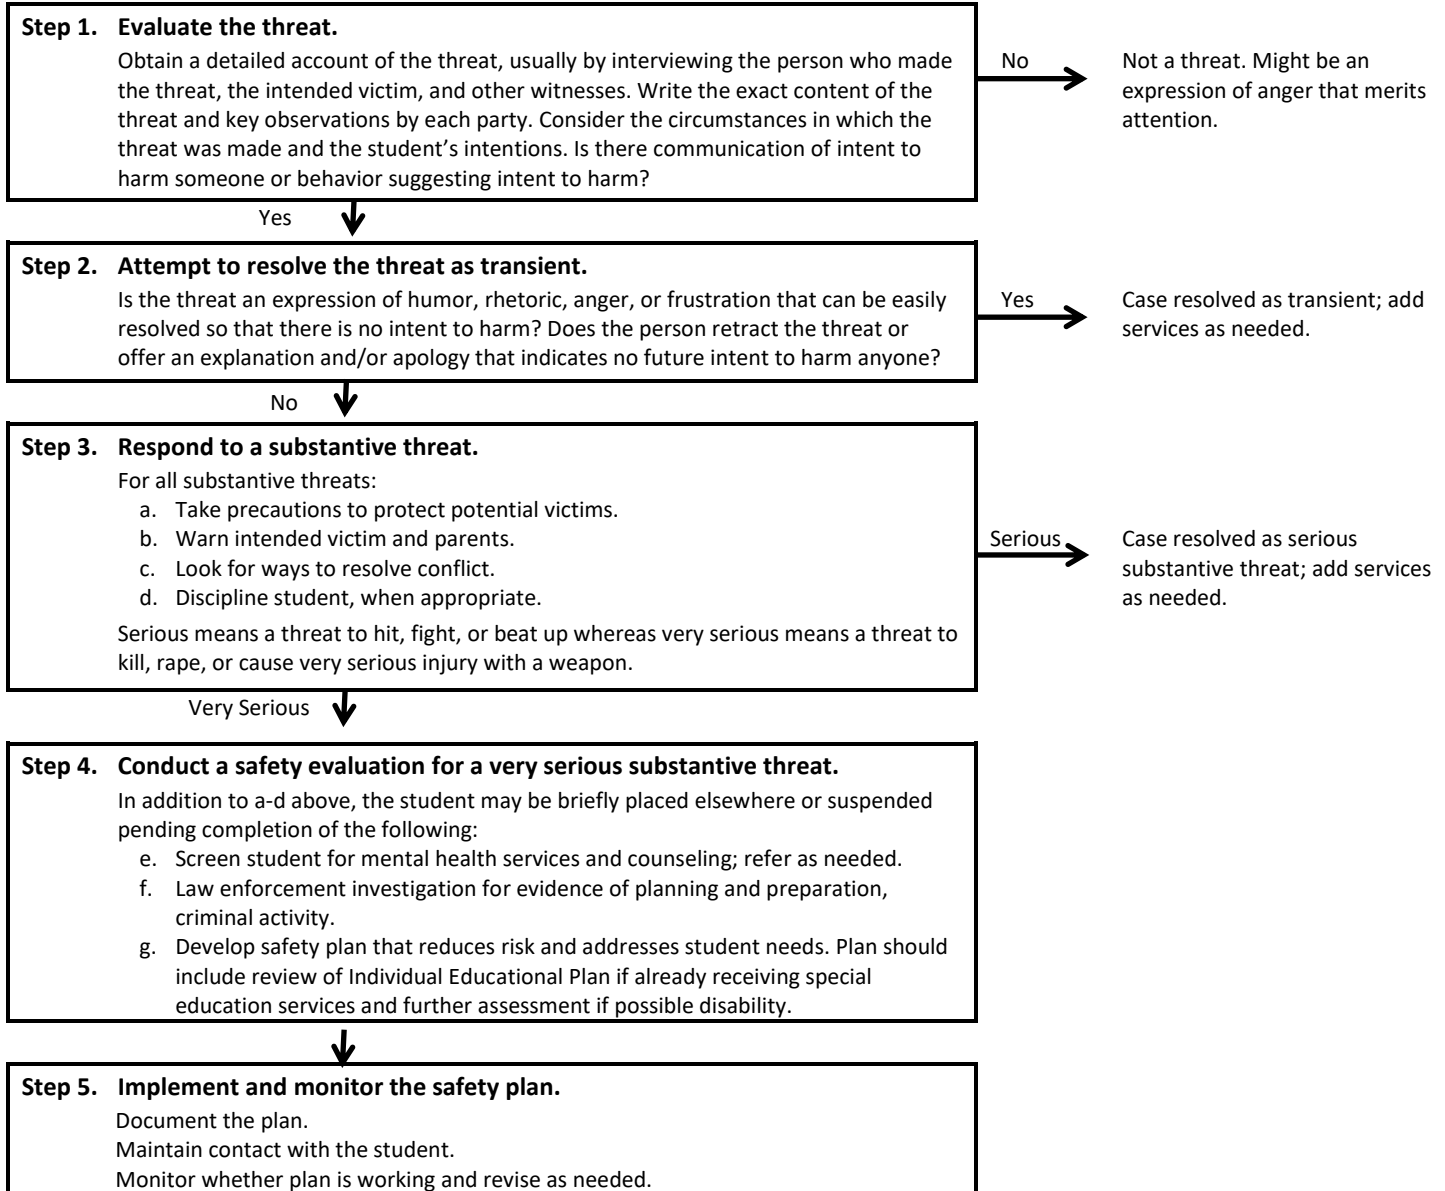 Step 1. Evaluate the threat.
Obtain a detailed account of the threat, usually by interviewing the person who made
the threat, the intended victim, and other witnesses. Write the exact content of the
threat and key observations by each party. Consider the circumstances in which the
threat was made and the student’s intentions. Is there communication of intent to
harm someone or behavior suggesting intent to harm?
No
Not a threat. Might be an
expression of anger that merits
attention.
Yes
Step 2. Attempt to resolve the threat as transient.
Is the threat an expression of humor, rhetoric, anger, or frustration that can be easily
resolved so that there is no intent to harm? Does the person retract the threat or
offer an explanation and/or apology that indicates no future intent to harm anyone?
Yes
Case resolved as transient; add
services as needed.
No
Step 3. Respond to a substantive threat.
For all substantive threats:
a. Take precautions to protect potential victims.
b. Warn intended victim and parents.
c. Look for ways to resolve conflict.
d. Discipline student, when appropriate.
Serious means a threat to hit, fight, or beat up whereas very serious means a threat to
kill, rape, or cause very serious injury with a weapon.
Serious
Case resolved as serious
substantive threat; add services
as needed.
Very Serious
Step 4. Conduct a safety evaluation for a very serious substantive threat.
In addition to a-d above, the student may be briefly placed elsewhere or suspended
pending completion of the following:
e. Screen student for mental health services and counseling; refer as needed.
f. Law enforcement investigation for evidence of planning and preparation,
criminal activity.
g. Develop safety plan that reduces risk and addresses student needs. Plan should
include review of Individual Educational Plan if already receiving special
education services and further assessment if possible disability.
Step 5. Implement and monitor the safety plan.
Document the plan.
Maintain contact with the student.
Monitor whether plan is working and revise as needed.